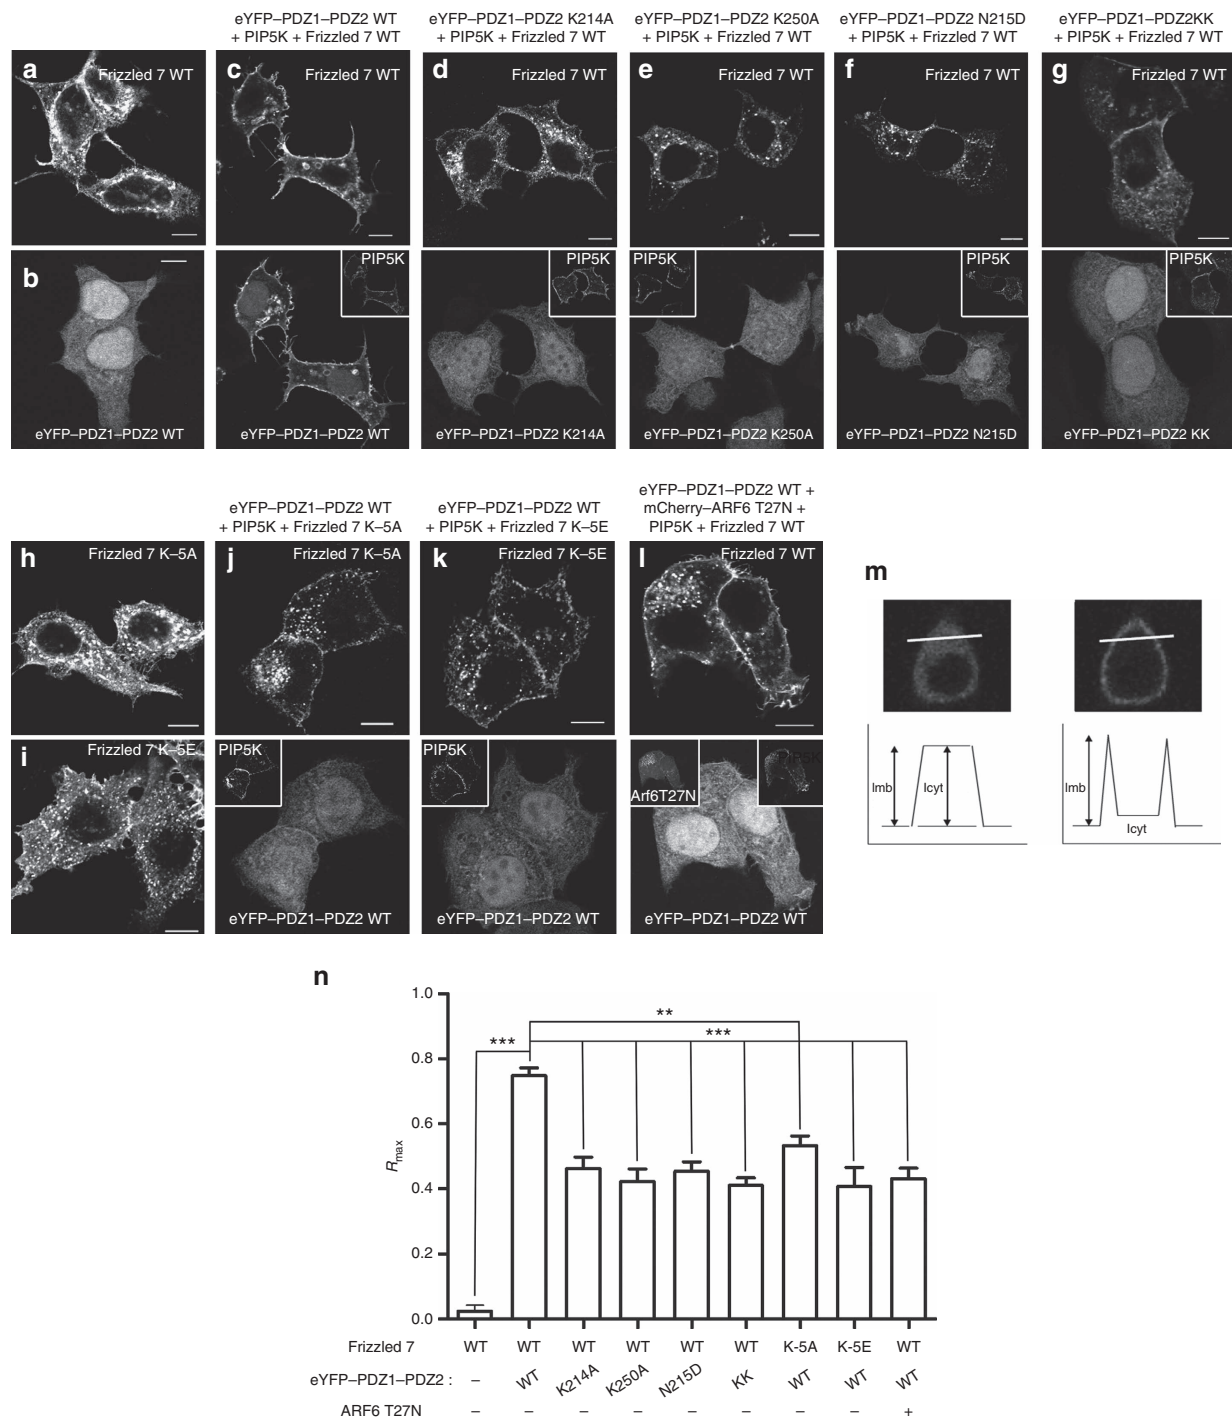 eYFP–PDZ1–PDZ2 WT
+ PIP5K + Frizzled 7 WT
eYFP–PDZ1–PDZ2 K214A
+ PIP5K + Frizzled 7 WT
eYFP–PDZ1–PDZ2 K250A
+ PIP5K + Frizzled 7 WT
eYFP–PDZ1–PDZ2 N215D
+ PIP5K + Frizzled 7 WT
eYFP–PDZ1–PDZ2KK
+ PIP5K + Frizzled 7 WT
a Frizzled 7 WT
c Frizzled 7 WT
d Frizzled 7 WT
e Frizzled 7 WT
f Frizzled 7 WT
g Frizzled 7 WT
b
PIP5K
PIP5K
PIP5K
PIP5K
PIP5K
eYFP–PDZ1–PDZ2 WT
eYFP–PDZ1–PDZ2 WT
eYFP–PDZ1–PDZ2 K214A
eYFP–PDZ1–PDZ2 K250A
eYFP–PDZ1–PDZ2 N215D
eYFP–PDZ1–PDZ2 KK
eYFP–PDZ1–PDZ2 WT
+ PIP5K + Frizzled 7 K–5A
eYFP–PDZ1–PDZ2 WT
+ PIP5K + Frizzled 7 K–5E
eYFP–PDZ1–PDZ2 WT +
mCherry–ARF6 T27N +
PIP5K + Frizzled 7 WT
h Frizzled 7 K–5A
j Frizzled 7 K–5A
k Frizzled 7 K–5E
l Frizzled 7 WT
m
i Frizzled 7 K–5E
PIP5K
PIP5K
Arf6T27N
PIP5K
eYFP–PDZ1–PDZ2 WT
eYFP–PDZ1–PDZ2 WT
eYFP–PDZ1–PDZ2 WT
Imb
Icyt
Imb
Icyt
n
1.0
0.8
0.6
0.4
0.2
0.0
Rmax
**
***
***
Frizzled 7 WT WT WT WT WT WT K-5A K-5E WT
eYFP–PDZ1–PDZ2 : – WT K214A K250A N215D KK WT WT WT
ARF6 T27N – – – – – – – – +